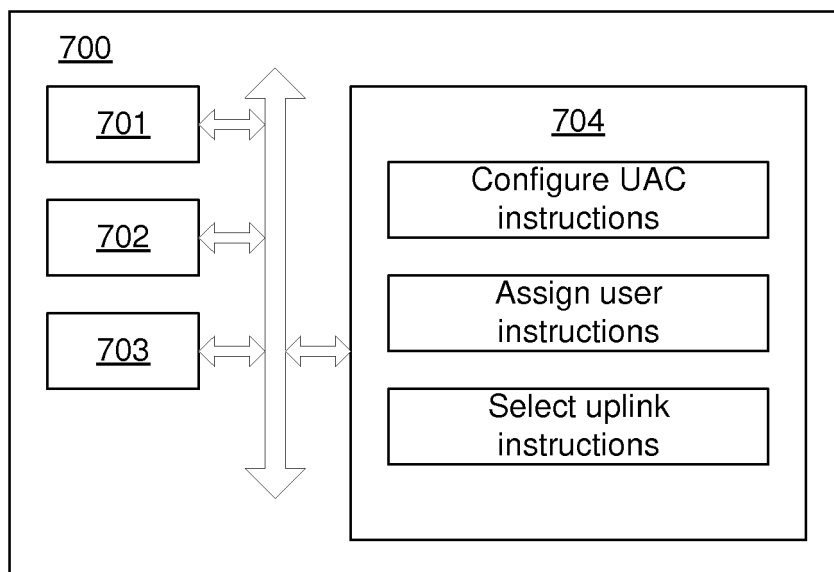 700
701
702
703
704
Configure UAC
instructions
Assign user
instructions
Select uplink
instructions